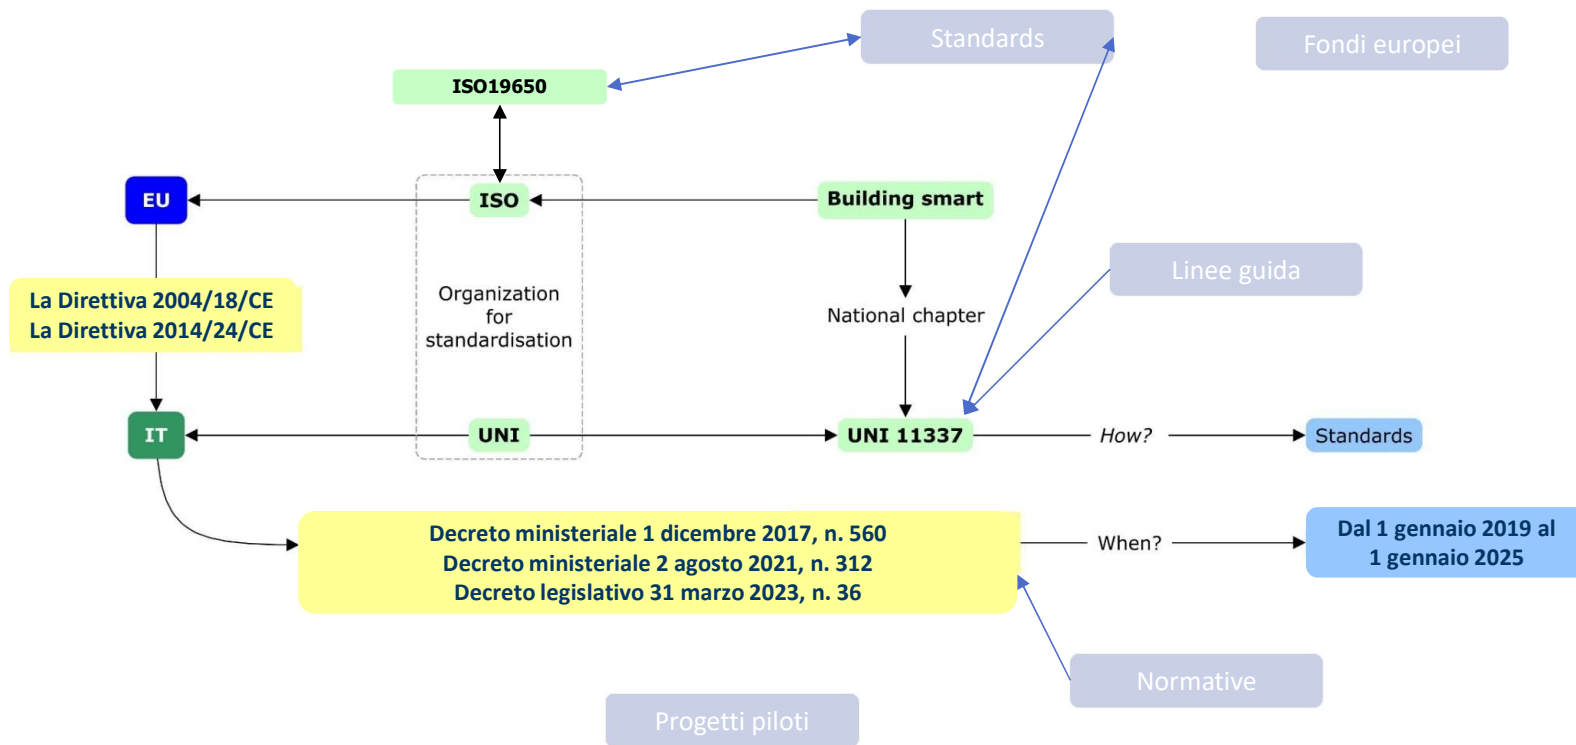 Standards
Fondi europei
ISO19650
EU
ISO
Building smart
La Direttiva 2004/18/CE
La Direttiva 2014/24/CE
Organization
for
standardisation
National chapter
Linee guida
IT
UNI
UNI 11337
How?
Standards
Decreto ministeriale 1 dicembre 2017, n. 560
Decreto ministeriale 2 agosto 2021, n. 312
Decreto legislativo 31 marzo 2023, n. 36
When?
Dal 1 gennaio 2019 al
1 gennaio 2025
Normative
Progetti piloti